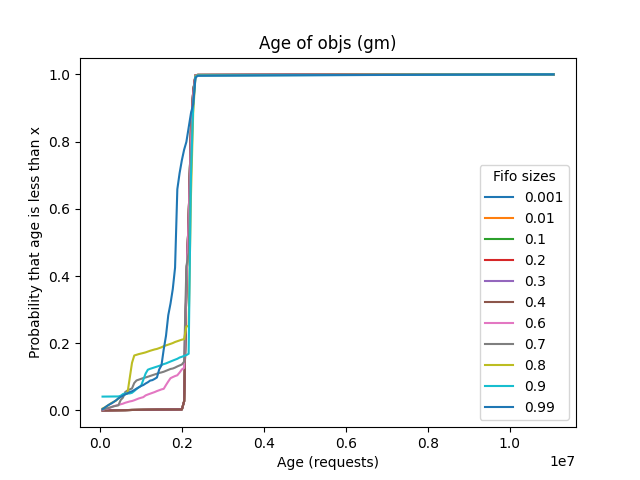 Age of objs (gm)
Probability that age is less than x
1.0
0.8
0.6
0.4
0.2
0.0
Fifo sizes
0.001
0.01
0.1
0.2
0.3
0.4
0.6
0.7
0.8
0.9
0.99
0.0 0.2 0.4 0.6 0.8 1.0
1e7
Age (requests)